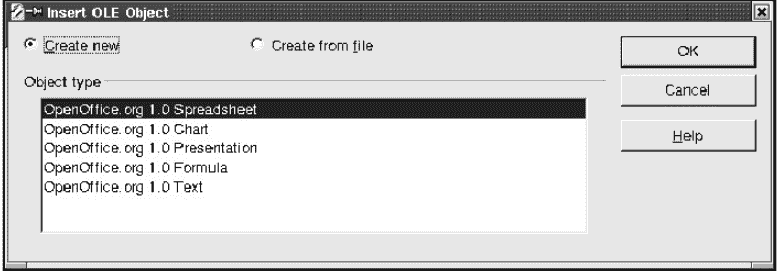 Insert OLE Object
Create new
Create from file
OK
Object type
Cancel
OpenOffice.org 1.0 Spreadsheet
OpenOffice.org 1.0 Chart
Help
OpenOffice.org 1.0 Presentation
OpenOffice.org 1.0 Formula
OpenOffice.org 1.0 Text